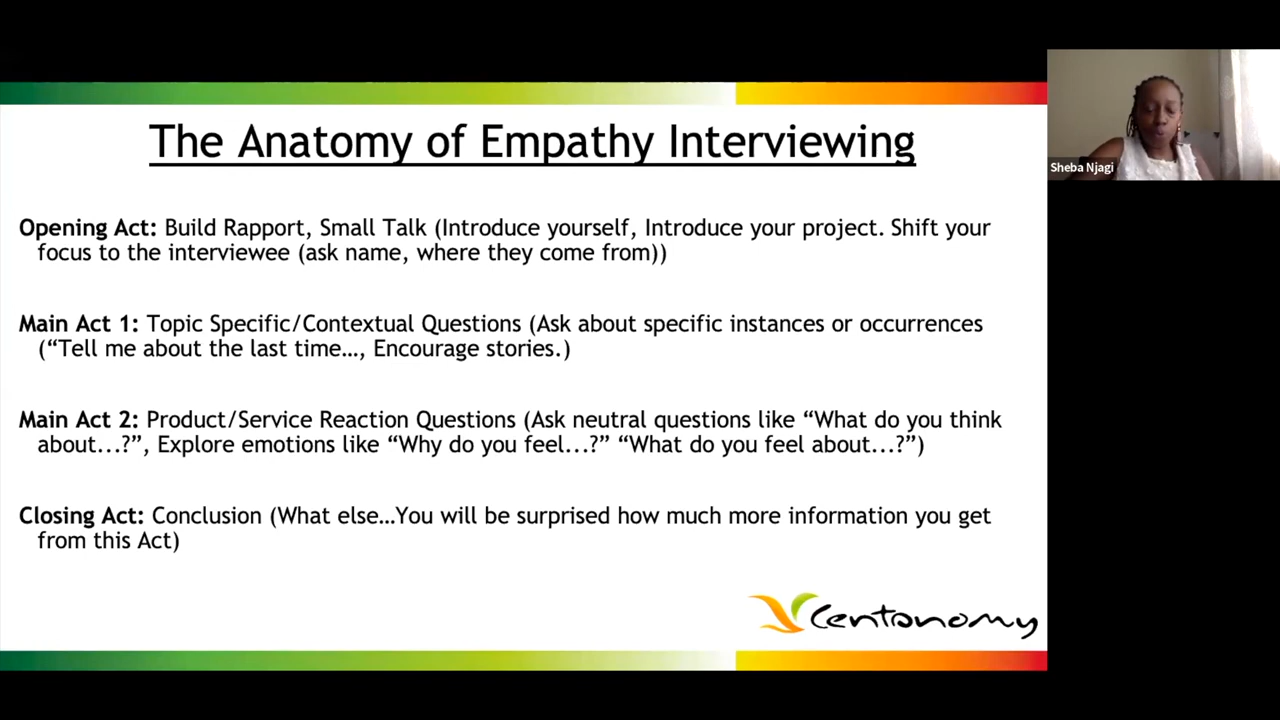 The Anatomy of Empathy Interviewing
Opening Act: Build Rapport, Small Talk (Introduce yourself, Introduce your project. Shift your
focus to the interviewee (ask name, where they come from))
Main Act 1: Topic Specific/Contextual Questions (Ask about specific instances or occurrences
(“Tell me about the last time…, Encourage stories.)
Main Act 2: Product/Service Reaction Questions (Ask neutral questions like “What do you think
about...?”, Explore emotions like “Why do you feel...?” “What do you feel about...?”)
Closing Act: Conclusion (What else…You will be surprised how much more information you get
from this Act)
Centonomy
Sheba Njagi